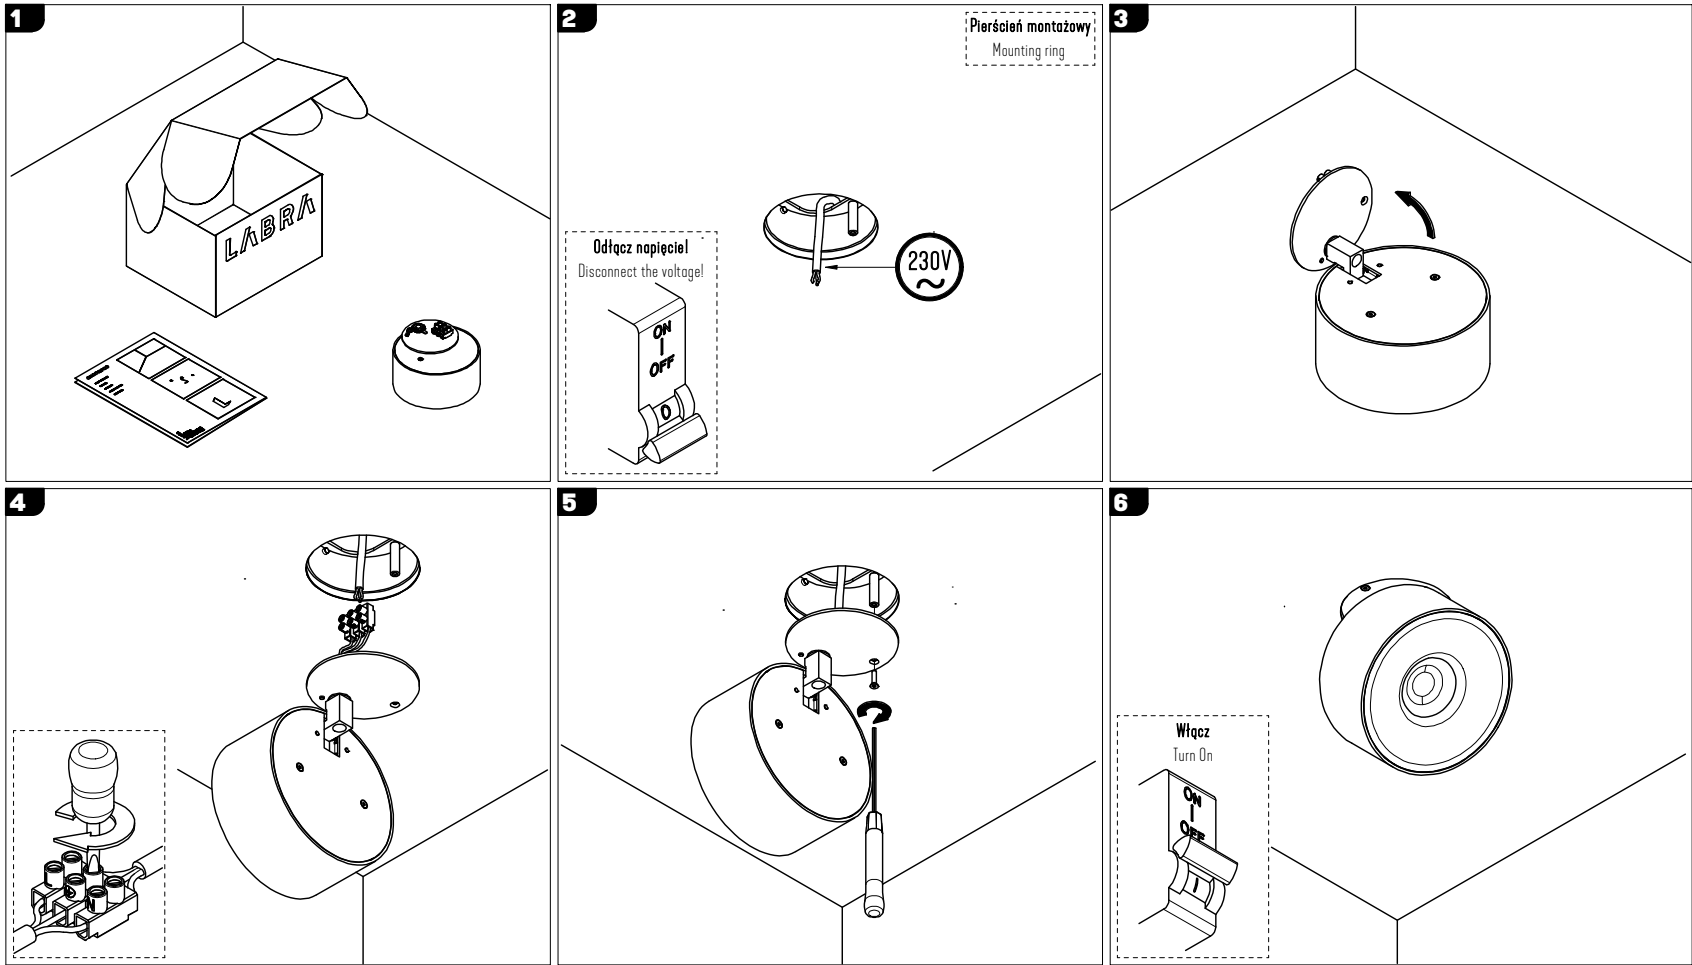 1
LABRA
2
Pierścień montażowy
Mounting ring
230V
Odłącz napięcie!
Disconnect the voltage!
ON
OFF
O
3
4
N
5
6
Włącz
Turn On
ON
OFF
I